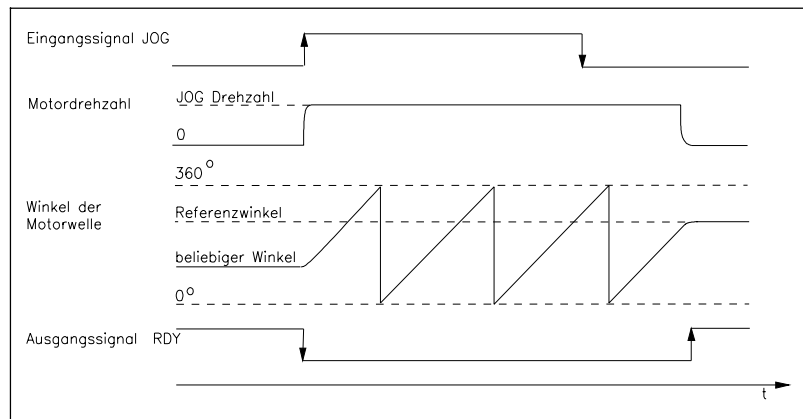 Eingangssignal JOG
Motordrehzahl
JOG Drehzahl
0
360°
Winkel der
Motorwelle
Referenzwinkel
beliebiger Winkel
0°
Ausgangssignal RDY
t